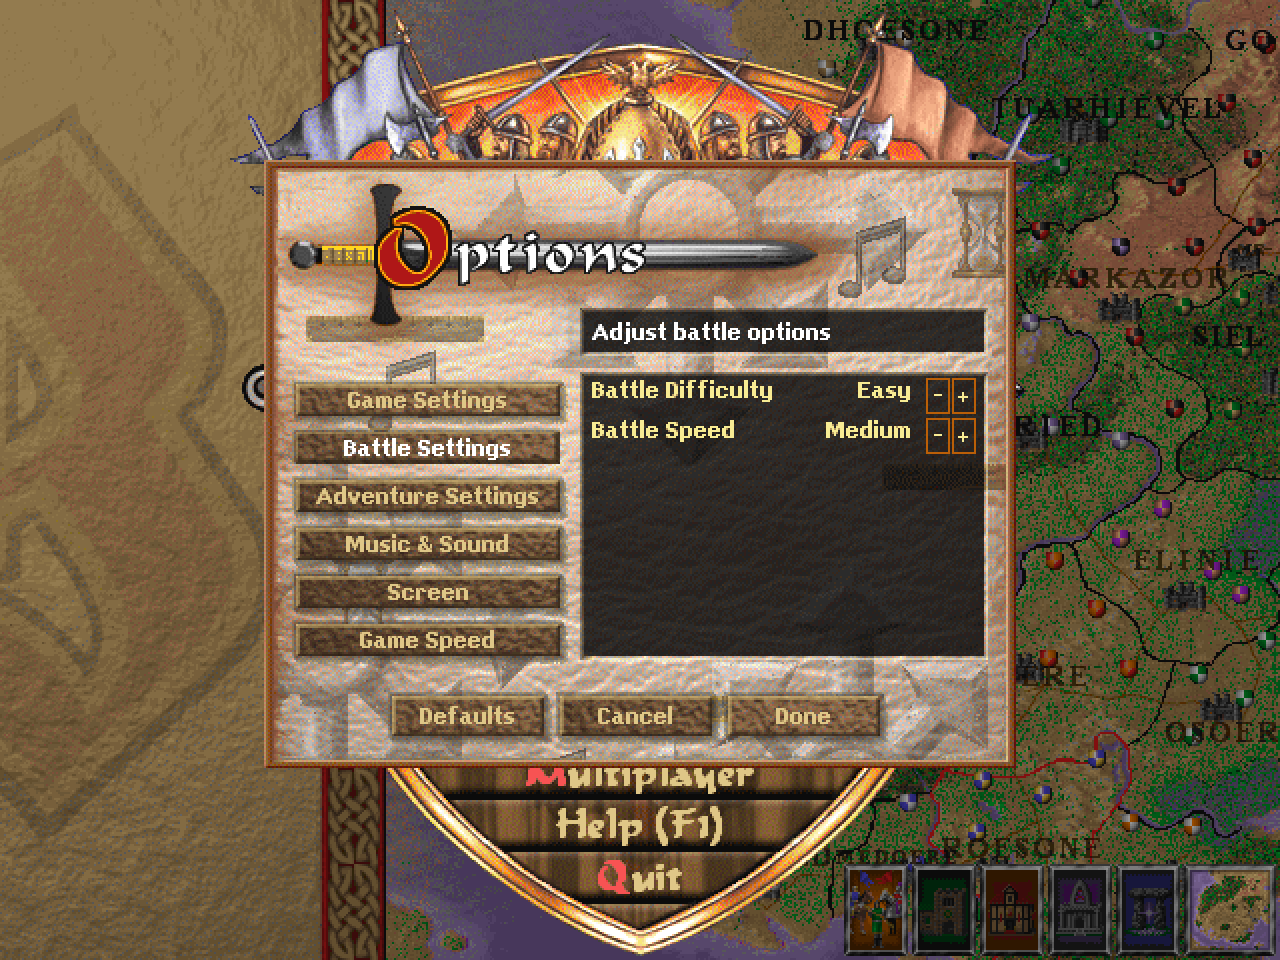 DHOESONE
GO
TUARHIEVEL
Options
MARKAZOR
SIEL
Adjust battle options
Game Settings
Battle Difficulty Easy - +
Battle Settings
Battle Speed Medium - +
RIED
Adventure Settings
Music & Sound
ELINIE
Screen
Game Speed
ERE
Defaults Cancel Done
OSOER
Multiplayer
Help (F1)
ROESONE
Quit